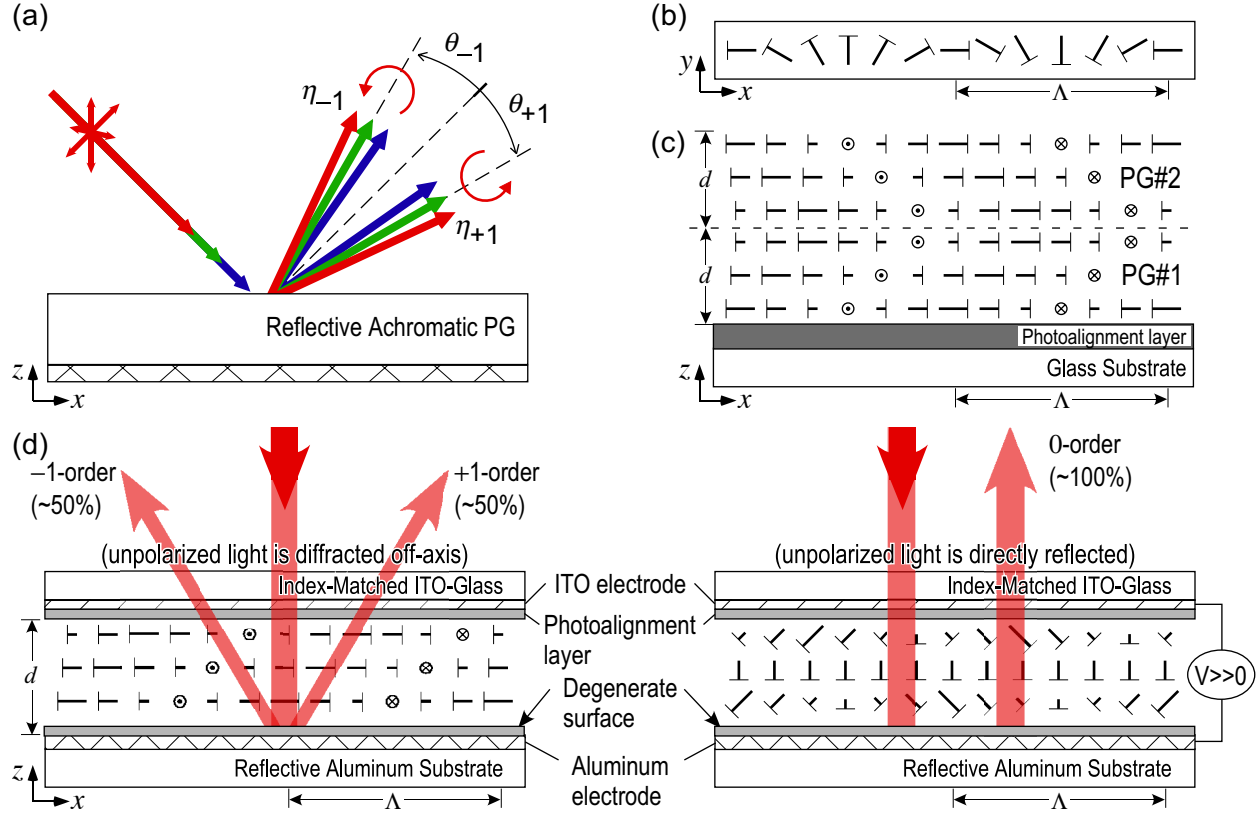 (a)
θ–1
η–1
θ+1
η+1
Reflective Achromatic PG
z
x
(b)
y
x
Λ
(c)
d
PG#2
d
PG#1
Photoalignment layer
Glass Substrate
z
x
Λ
(d)
–1-order
(~50%)
+1-order
(~50%)
(unpolarized light is diffracted off-axis)
Index-Matched ITO-Glass
d
Reflective Aluminum Substrate
z
x
Λ
ITO electrode
Photoalignment
layer
Degenerate
surface
Aluminum
electrode
0-order
(~100%)
(unpolarized light is directly reflected)
Index-Matched ITO-Glass
V>>0
Reflective Aluminum Substrate
Λ